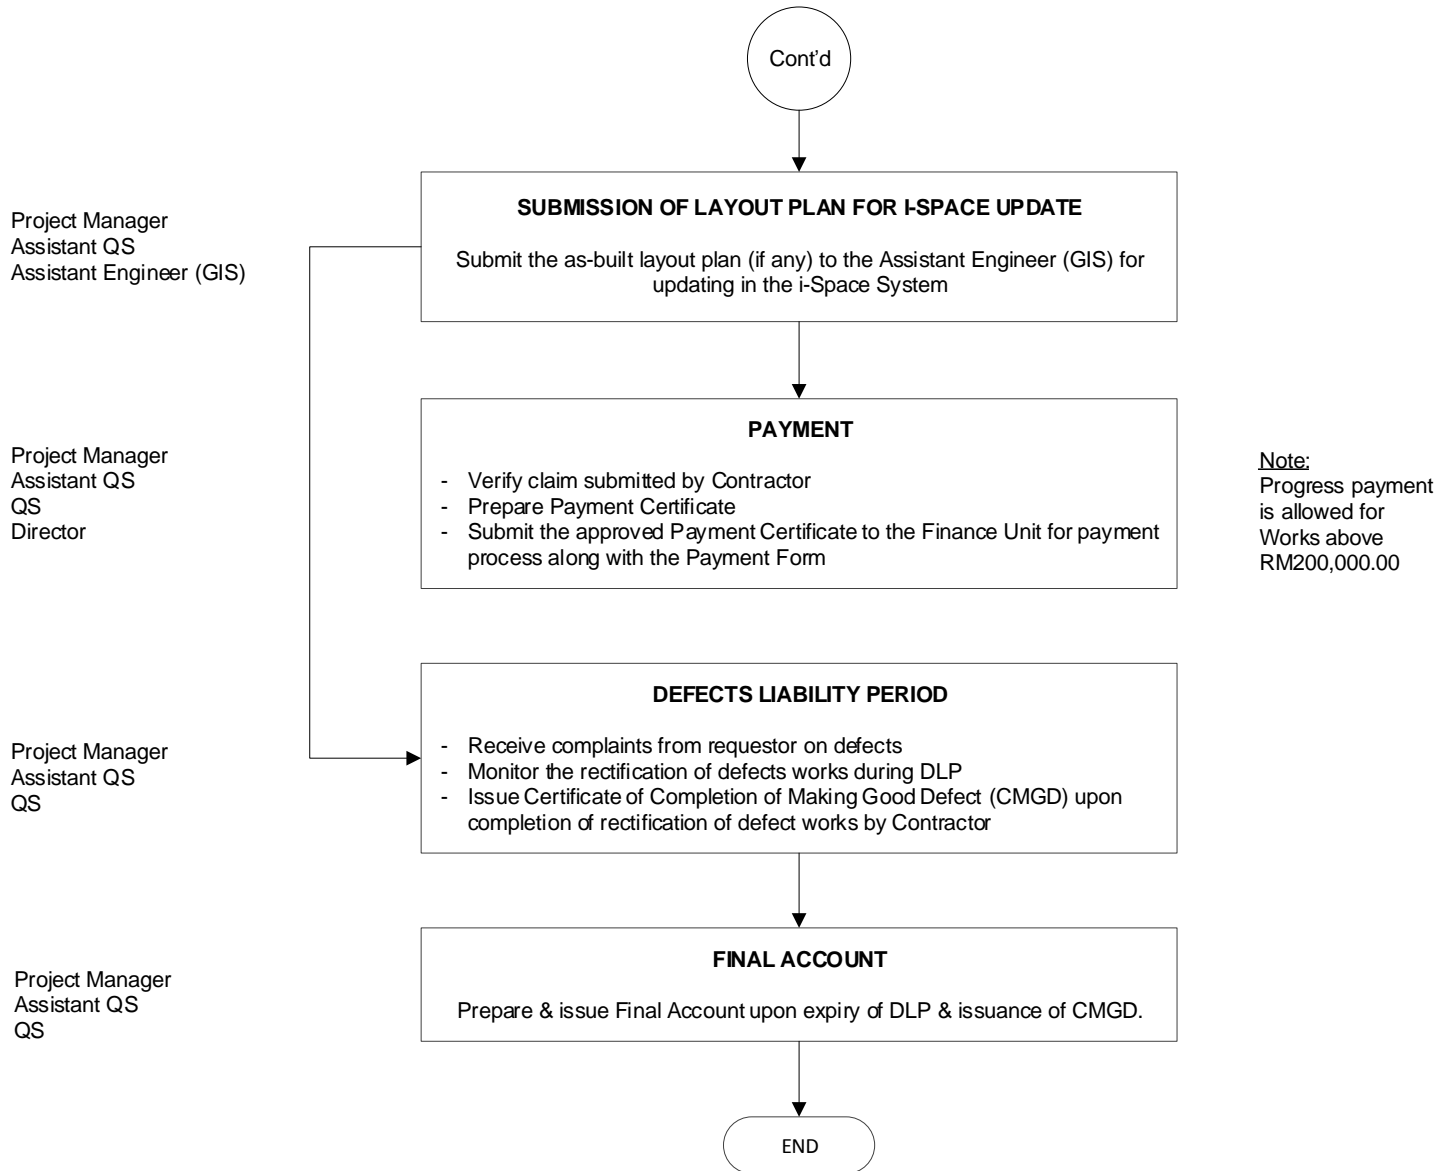 Cont'd
Project Manager
Assistant QS
Assistant Engineer (GIS)
SUBMISSION OF LAYOUT PLAN FOR I-SPACE UPDATE
Submit the as-built layout plan (if any) to the Assistant Engineer (GIS) for
updating in the i-Space System
Project Manager
Assistant QS
QS
Director
PAYMENT
- Verify claim submitted by Contractor
- Prepare Payment Certificate
- Submit the approved Payment Certificate to the Finance Unit for payment
process along with the Payment Form
Note:
Progress payment
is allowed for
Works above
RM200,000.00
Project Manager
Assistant QS
QS
DEFECTS LIABILITY PERIOD
- Receive complaints from requestor on defects
- Monitor the rectification of defects works during DLP
- Issue Certificate of Completion of Making Good Defect (CMGD) upon
completion of rectification of defect works by Contractor
Project Manager
Assistant QS
QS
FINAL ACCOUNT
Prepare & issue Final Account upon expiry of DLP & issuance of CMGD.
END